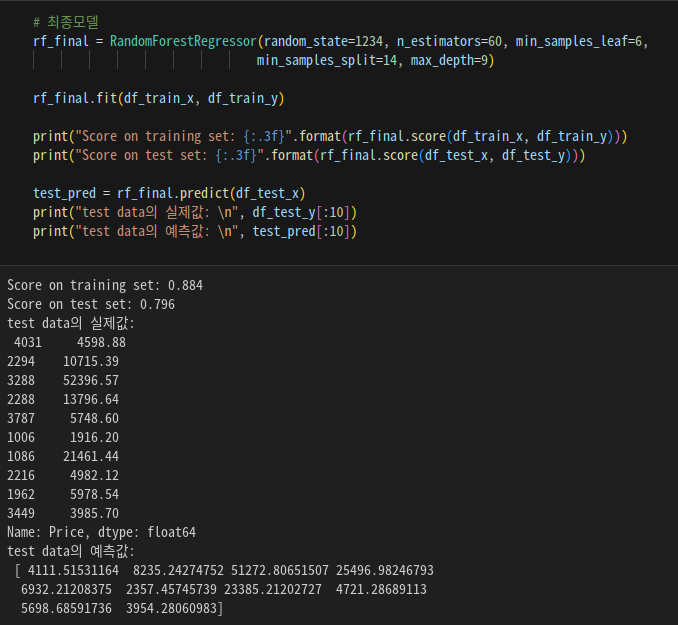 # 최종모델
rf_final = RandomForestRegressor(random_state=1234, n_estimators=60, min_samples_leaf=6,
min_samples_split=14, max_depth=9)
rf_final.fit(df_train_x, df_train_y)
print("Score on training set: {:.3f}".format(rf_final.score(df_train_x, df_train_y)))
print("Score on test set: {:.3f}".format(rf_final.score(df_test_x, df_test_y)))
test_pred = rf_final.predict(df_test_x)
print("test data의 실제값: \n", df_test_y[:10])
print("test data의 예측값: \n", test_pred[:10])
Score on training set: 0.884
Score on test set: 0.796
test data의 실제값:
4031     4598.88
2294    10715.39
3288    52396.57
2288    13796.64
3787     5748.60
1006     1916.20
1086    21461.44
2216     4982.12
1962     5978.54
3449     3985.70
Name: Price, dtype: float64
test data의 예측값:
[ 4111.51531164  8235.24274752 51272.80651507 25496.98246793
6932.21208375  2357.45745739 23385.21202727  4721.28689113
5698.68591736  3954.28060983]